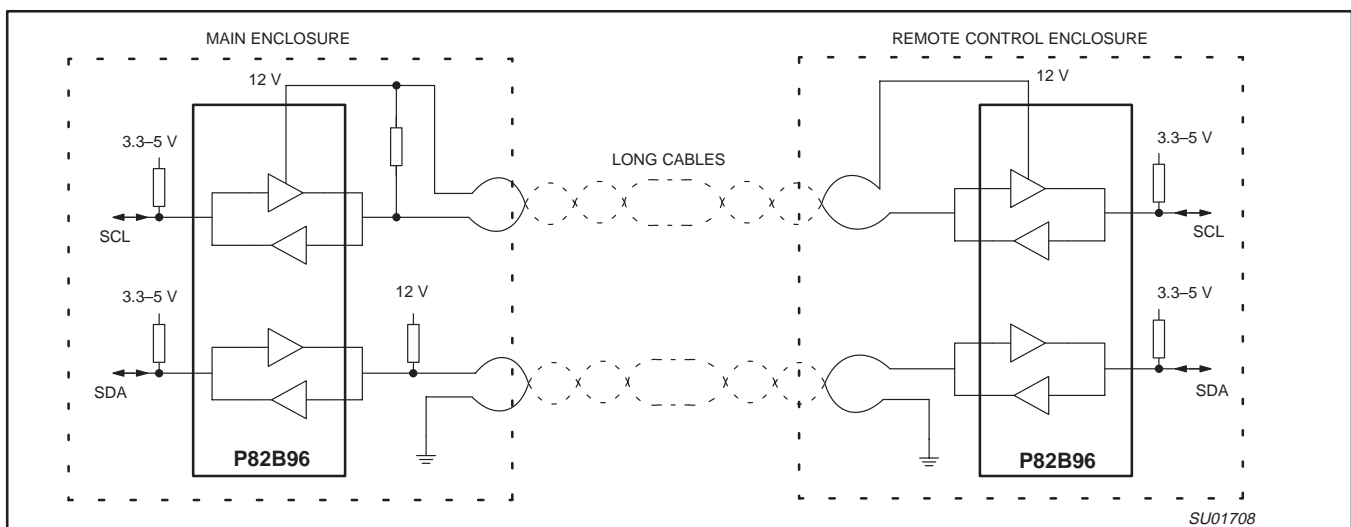 MAIN ENCLOSURE
REMOTE CONTROL ENCLOSURE
12 V
12 V
3.3–5 V
3.3–5 V
LONG CABLES
SCL
SCL
3.3–5 V
12 V
3.3–5 V
SDA
SDA
P82B96
P82B96
SU01708